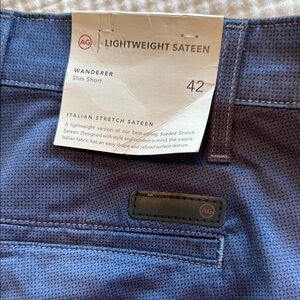 AG LIGHTWEIGHT SATEEN
WANDERER
Slim Short
42
ITALIAN STRETCH SATEEN
A lightweight version of our best-selling Sueded Stretch
Sateen. Designed with style and comfort in mind, this supple
Italian fabric has an easy drape and refined surface texture.
AG